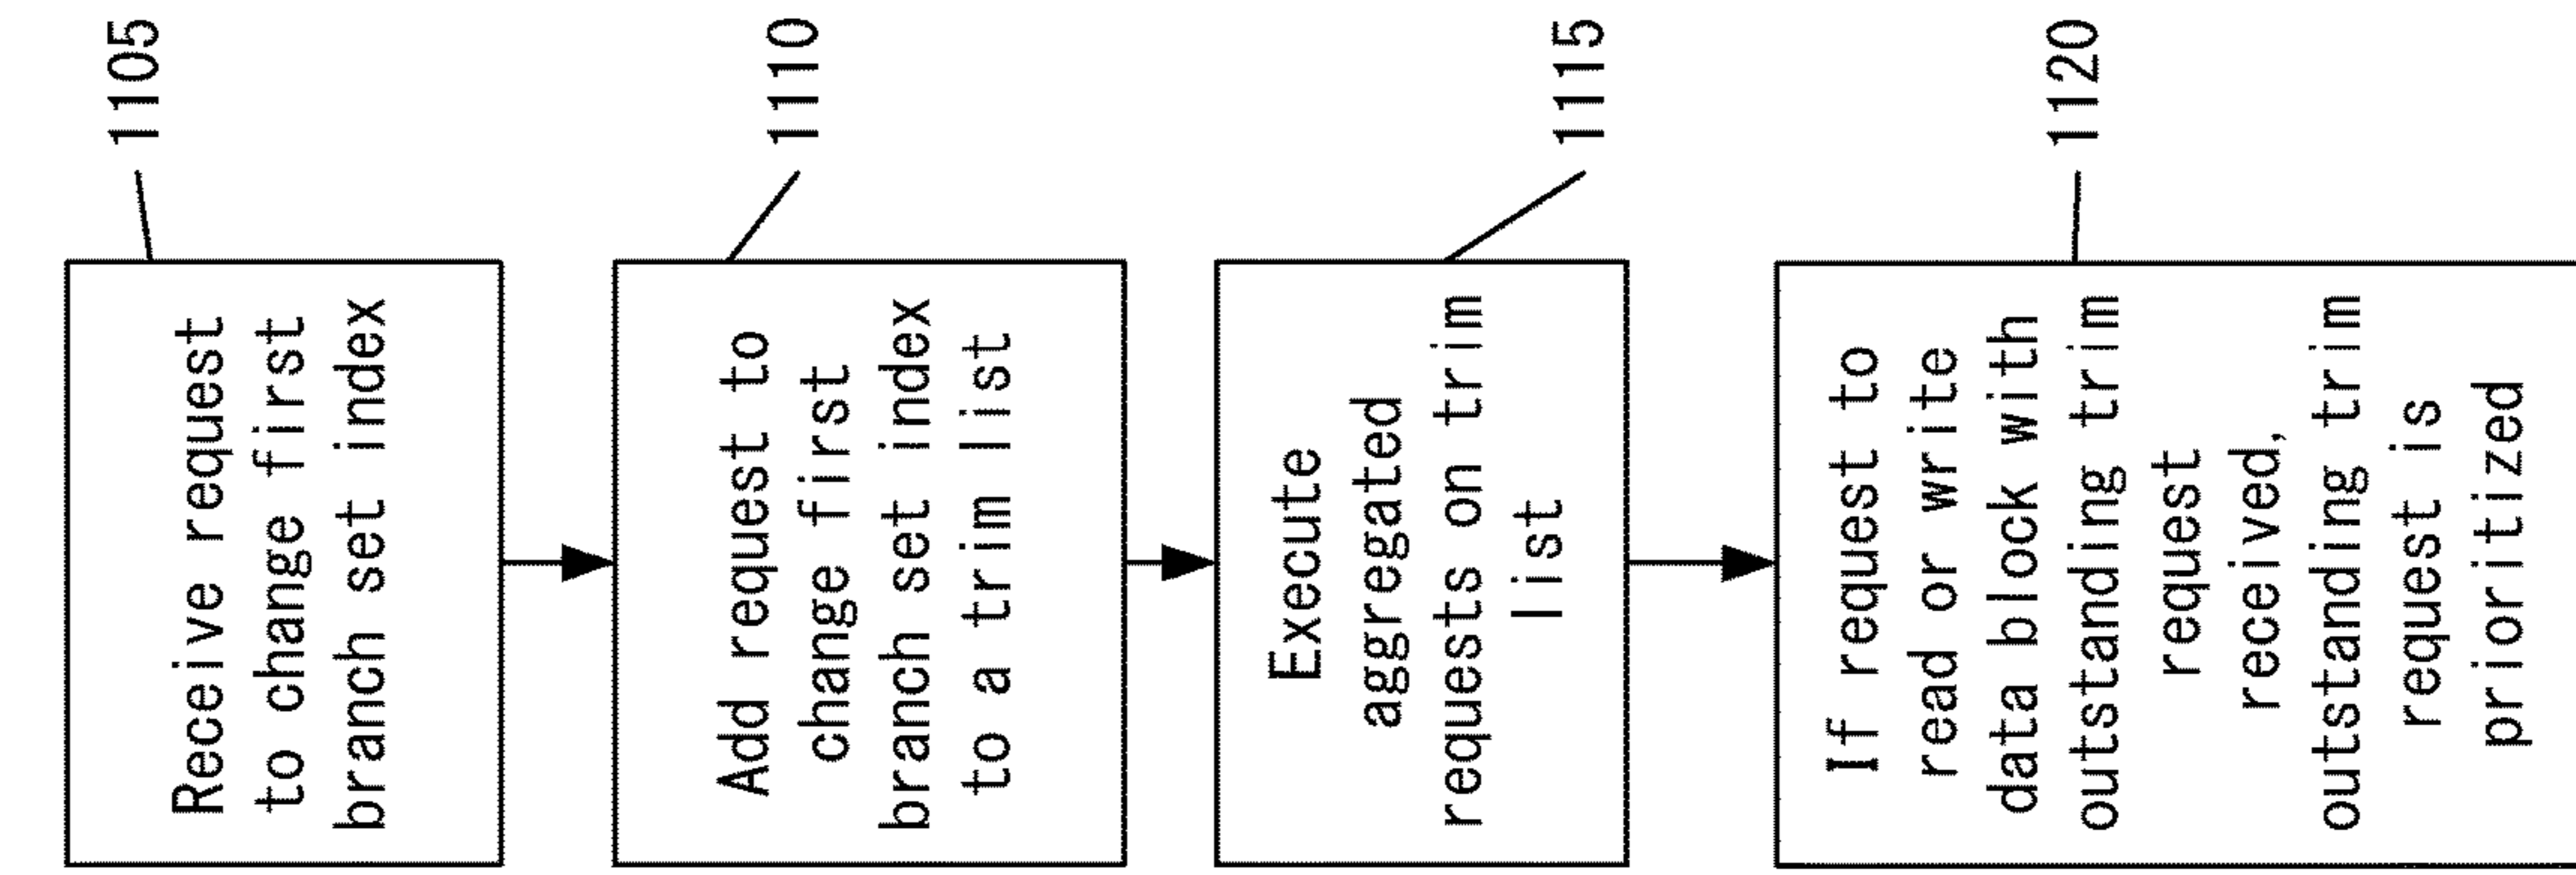 Receive request
to change first
branch set index
1105
Add request to
change first
branch set index
to a trim list
1110
Execute
aggregated
requests on trim
list
1115
If request to
read or write
data block with
outstanding trim
request
received,
outstanding trim
request is
prioritized
1120